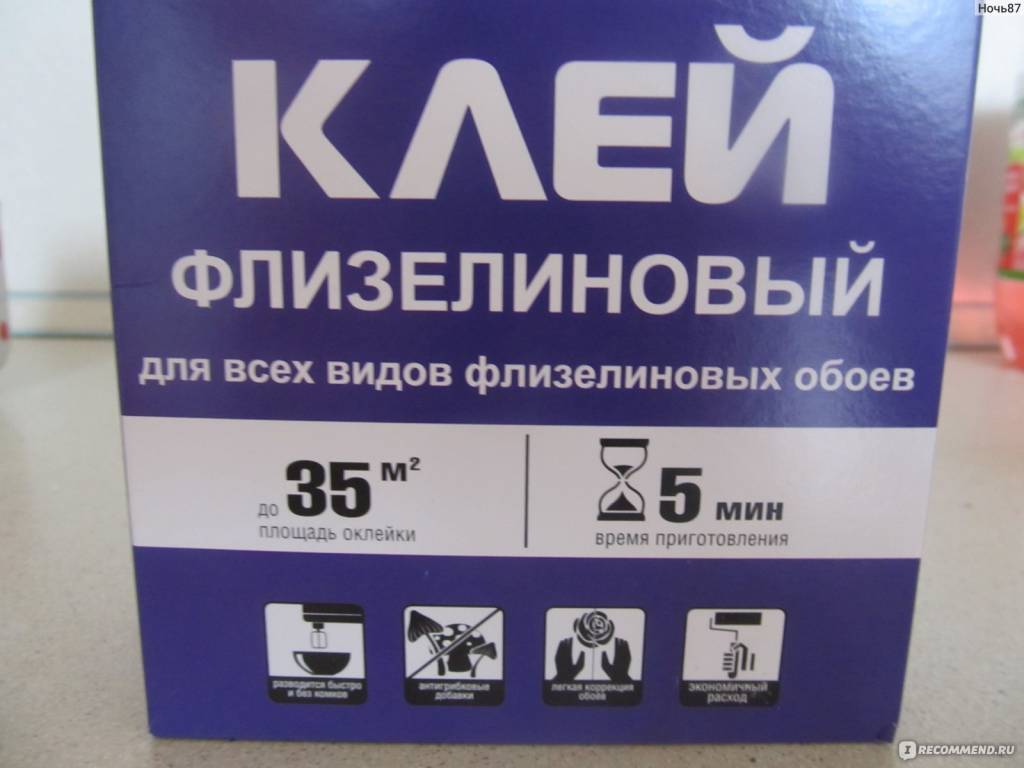 Ночь87
КЛЕЙ
ФЛИЗЕЛИНОВЫЙ
для всех видов флизелиновых обоев
до 35 м²
площадь оклейки
5 мин
время приготовления
разводится быстро
и без комков
антигрибковые
добавки
легкая коррекция
обоев
экономичный
расход
IRECOMMEND.RU